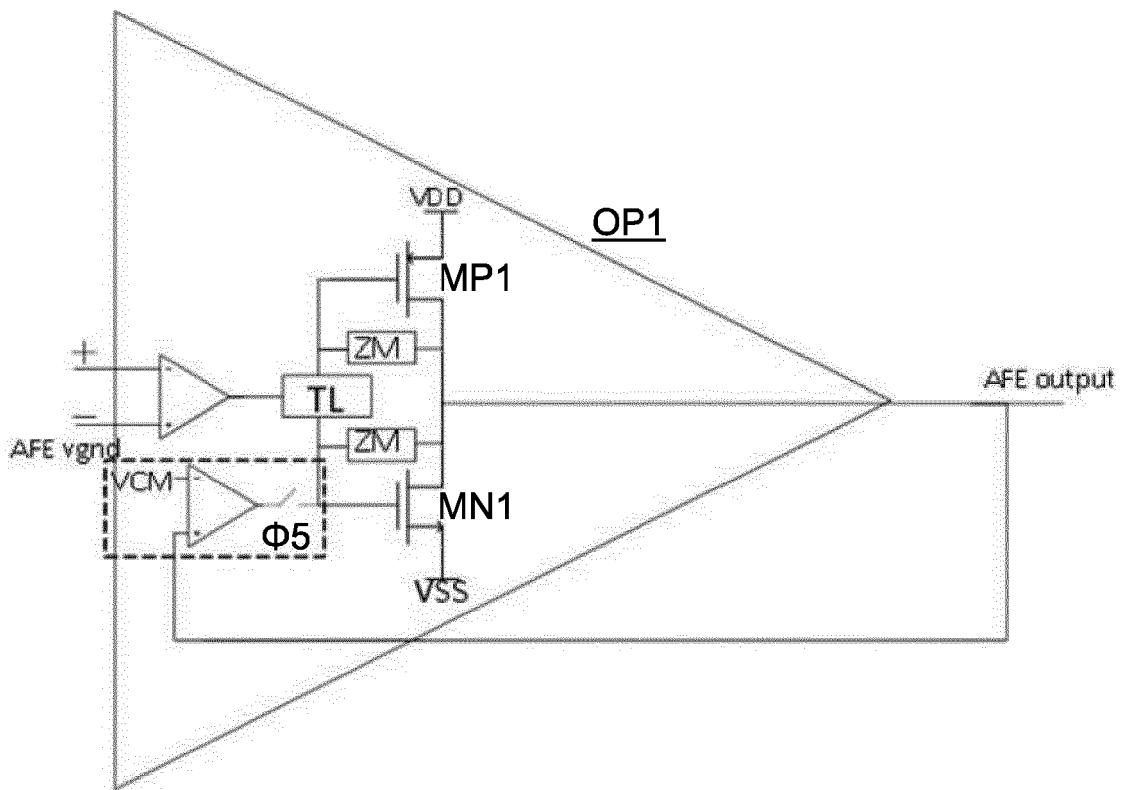 VDD
OP1
MP1
+
ZM
AFE output
TL
−
ZM
AFE vgnd
VCM
-
+
MN1
Φ5
VSS